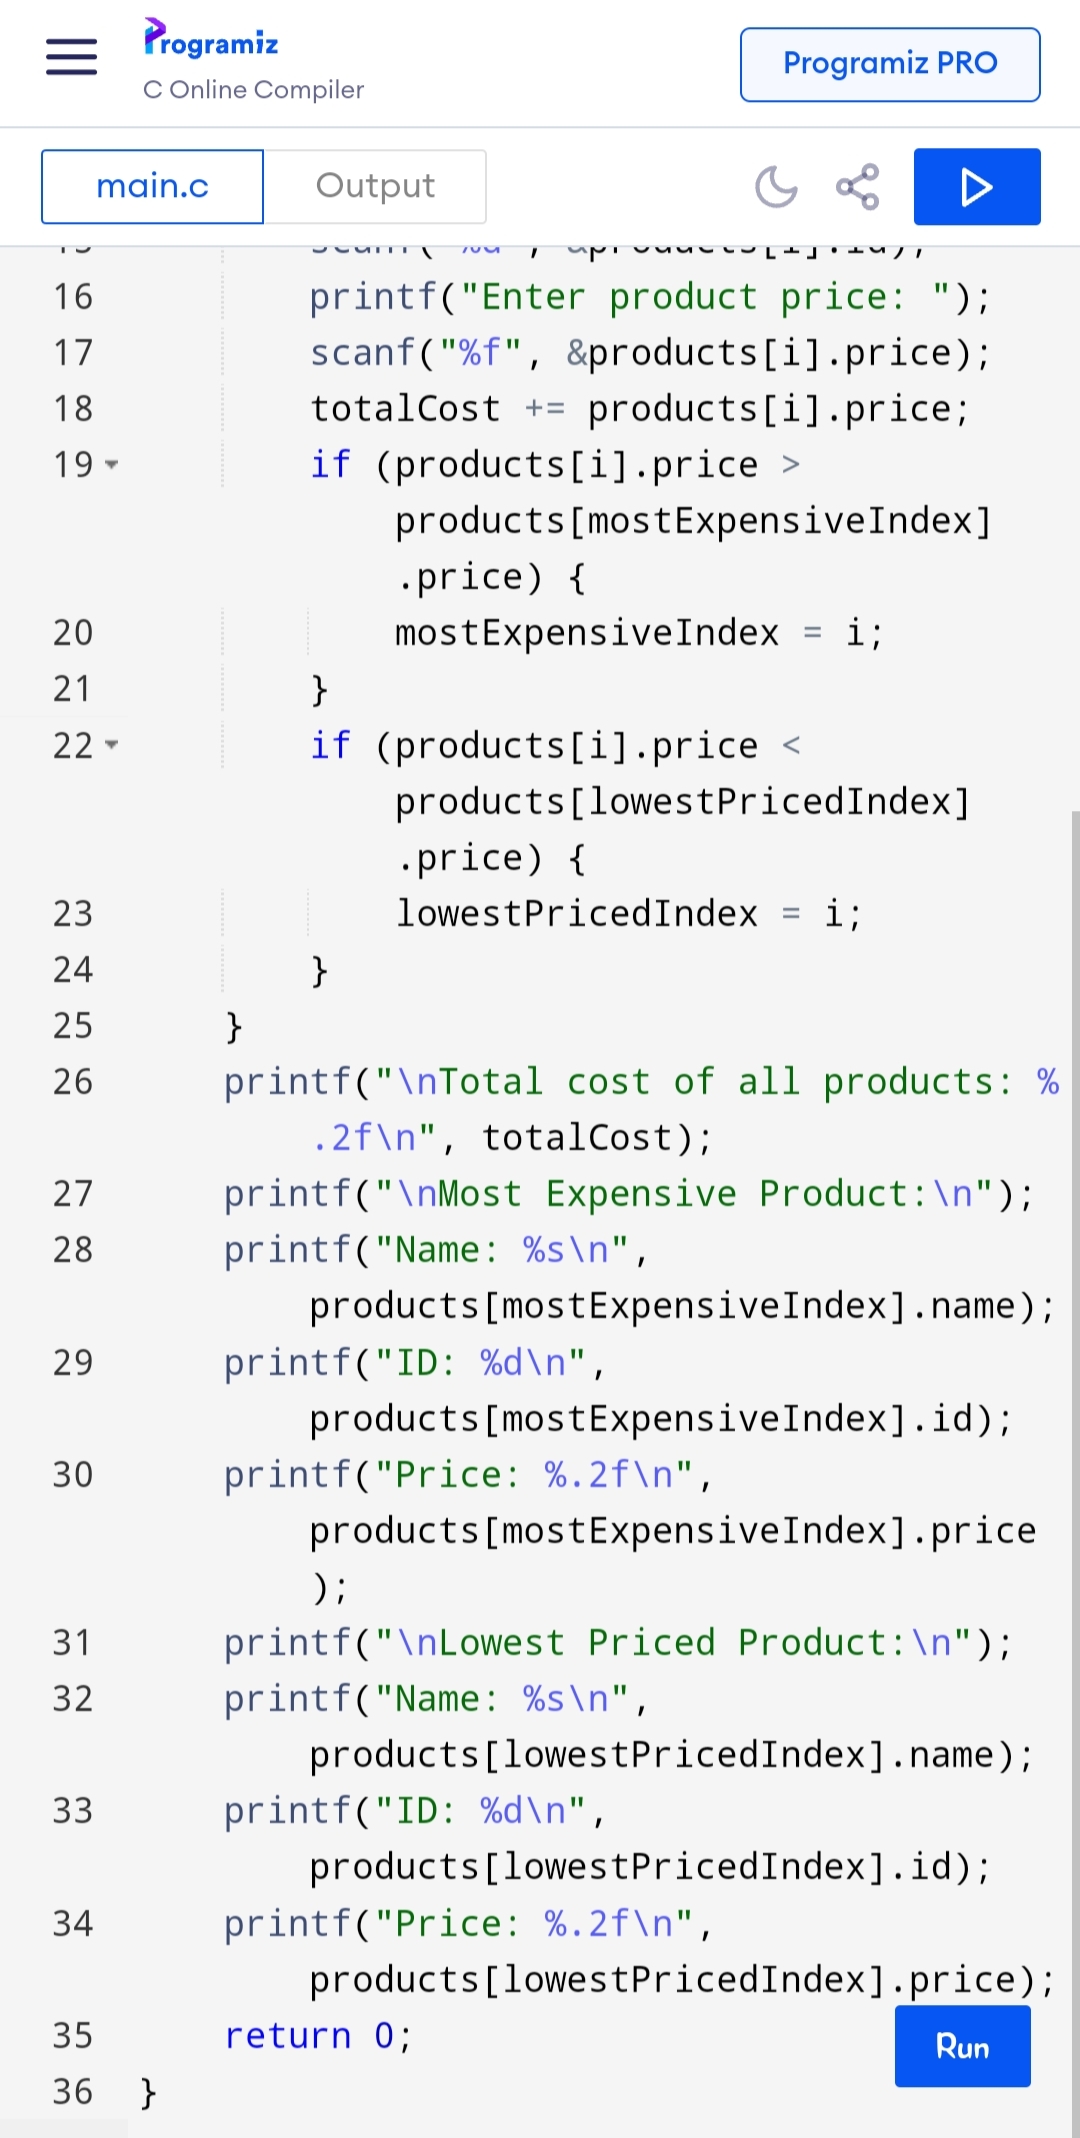 Programiz
C Online Compiler
Programiz PRO
main.c
Output
16 printf("Enter product price: ");
17 scanf("%f", &products[i].price);
18 totalCost += products[i].price;
19 if (products[i].price >
products[mostExpensiveIndex]
.price) {
20 mostExpensiveIndex = i;
21 }
22 if (products[i].price <
products[lowestPricedIndex]
.price) {
23 lowestPricedIndex = i;
24 }
25 }
26 printf("\nTotal cost of all products: %
.2f\n", totalCost);
27 printf("\nMost Expensive Product:\n");
28 printf("Name: %s\n",
products[mostExpensiveIndex].name);
29 printf("ID: %d\n",
products[mostExpensiveIndex].id);
30 printf("Price: %.2f\n",
products[mostExpensiveIndex].price
);
31 printf("\nLowest Priced Product:\n");
32 printf("Name: %s\n",
products[lowestPricedIndex].name);
33 printf("ID: %d\n",
products[lowestPricedIndex].id);
34 printf("Price: %.2f\n",
products[lowestPricedIndex].price);
35 return 0;
Run
36 }